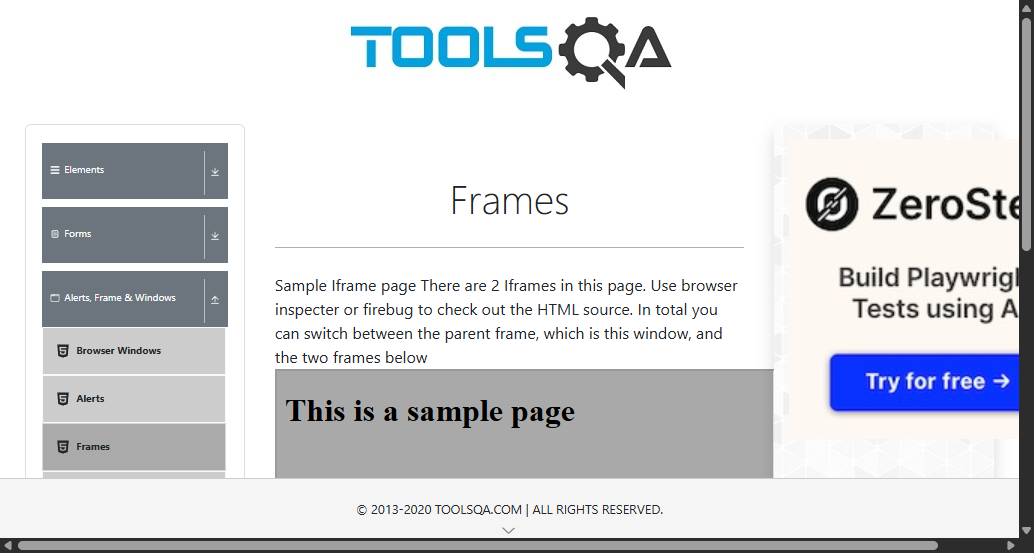 TOOLSQA
Elements
Forms
Alerts, Frame & Windows
Browser Windows
Alerts
Frames
Frames
Sample Iframe page There are 2 Iframes in this page. Use browser
inspecter or firebug to check out the HTML source. In total you
can switch between the parent frame, which is this window, and
the two frames below
This is a sample page
ZeroSte
Build Playwrigh
Tests using A
Try for free →
© 2013-2020 TOOLSQA.COM | ALL RIGHTS RESERVED.